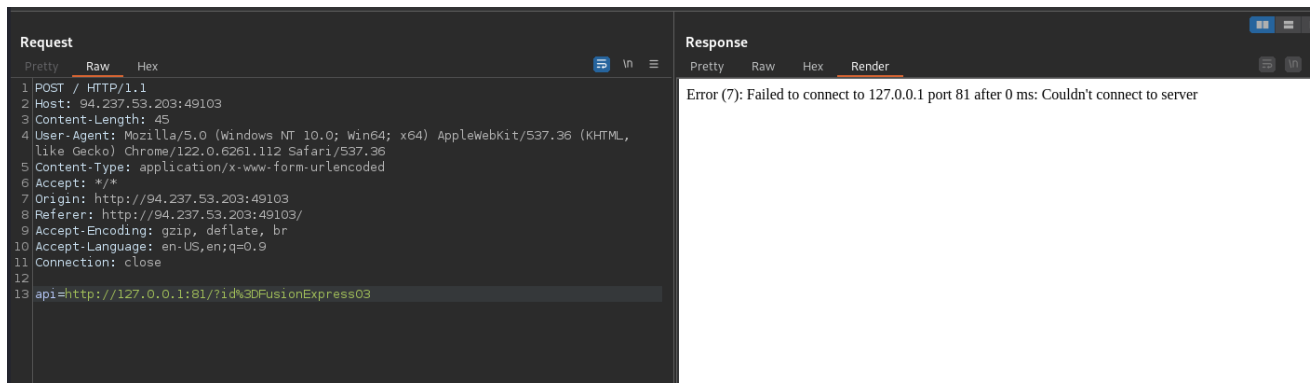 Request
Pretty Raw Hex
\n
1 POST / HTTP/1.1
2 Host: 94.237.53.203:49103
3 Content-Length: 45
4 User-Agent: Mozilla/5.0 (Windows NT 10.0; Win64; x64) AppleWebKit/537.36 (KHTML,
like Gecko) Chrome/122.0.6261.112 Safari/537.36
5 Content-Type: application/x-www-form-urlencoded
6 Accept: */*
7 Origin: http://94.237.53.203:49103
8 Referer: http://94.237.53.203:49103/
9 Accept-Encoding: gzip, deflate, br
10 Accept-Language: en-US,en;q=0.9
11 Connection: close
12
13 api=http://127.0.0.1:81/?id%3DFusionExpress03
Response
Pretty Raw Hex Render
\n
Error (7): Failed to connect to 127.0.0.1 port 81 after 0 ms: Couldn't connect to server